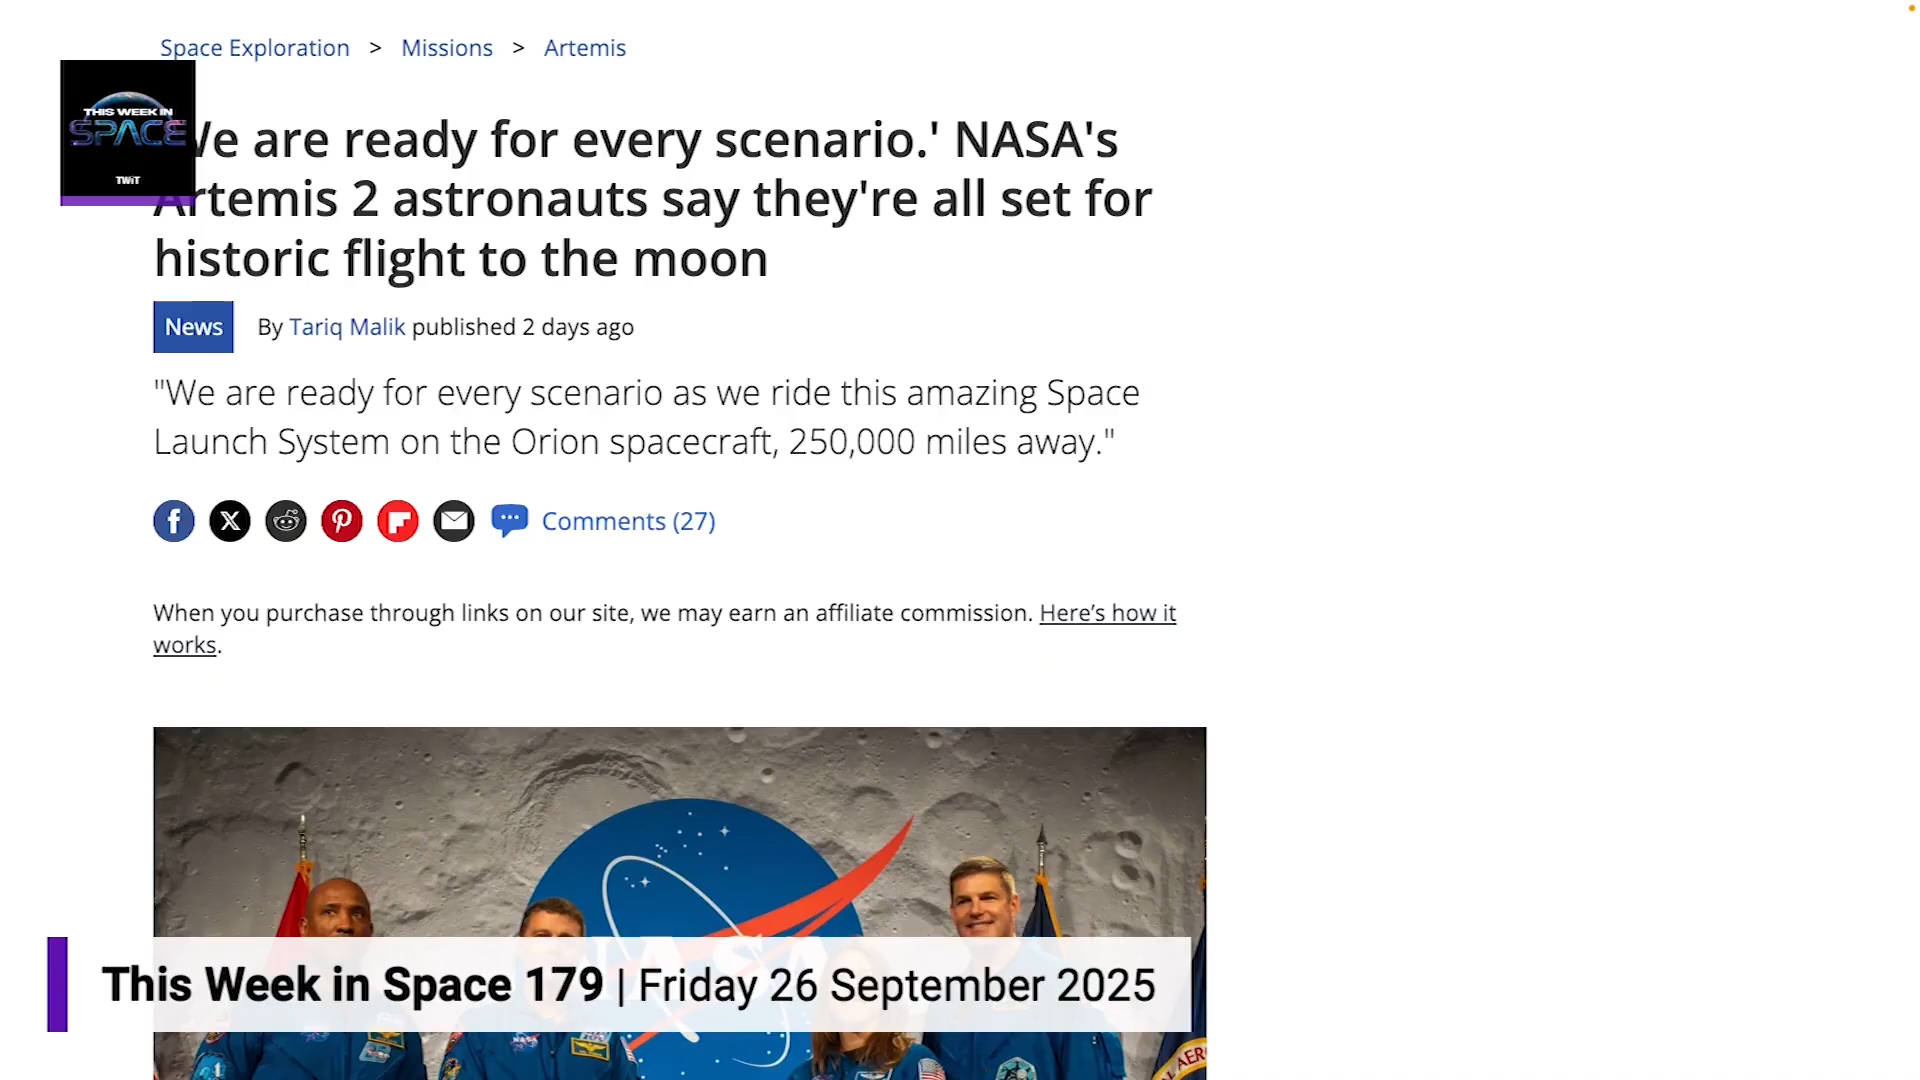 Space Exploration > Missions > Artemis
THIS WEEK IN
SPACE
TWiT
We are ready for every scenario.' NASA's
Artemis 2 astronauts say they're all set for
historic flight to the moon
News By Tariq Malik published 2 days ago
"We are ready for every scenario as we ride this amazing Space
Launch System on the Orion spacecraft, 250,000 miles away."
Comments (27)
When you purchase through links on our site, we may earn an affiliate commission. Here’s how it
works.
NASA
This Week in Space 179 | Friday 26 September 2025